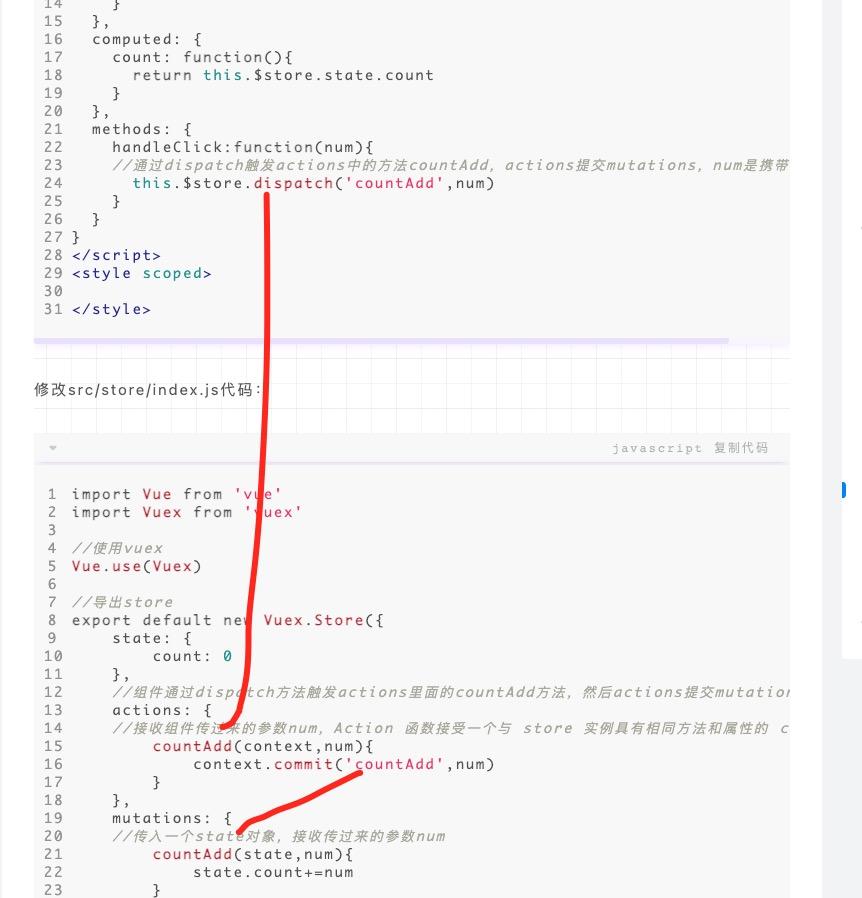 14     }
15   },
16   computed: {
17     count: function(){
18       return this.$store.state.count
19     }
20   },
21   methods: {
22     handleClick:function(num){
23     //通过dispatch触发actions中的方法countAdd, actions提交mutations, num是携带
24       this.$store.dispatch('countAdd',num)
25     }
26   }
27 }
28 </script>
29 <style scoped>
30
31 </style>
修改src/store/index.js代码：
javascript 复制代码
1 import Vue from 'vue'
2 import Vuex from 'vuex'
3
4 //使用vuex
5 Vue.use(Vuex)
6
7 //导出store
8 export default new Vuex.Store({
9     state: {
10         count: 0
11     },
12     //组件通过dispatch方法触发actions里面的countAdd方法, 然后actions提交mutation
13     actions: {
14     //接收组件传过来的参数num, Action 函数接受一个与 store 实例具有相同方法和属性的 c
15         countAdd(context,num){
16             context.commit('countAdd',num)
17         }
18     },
19     mutations: {
20     //传入一个state对象, 接收传过来的参数num
21         countAdd(state,num){
22             state.count+=num
23         }